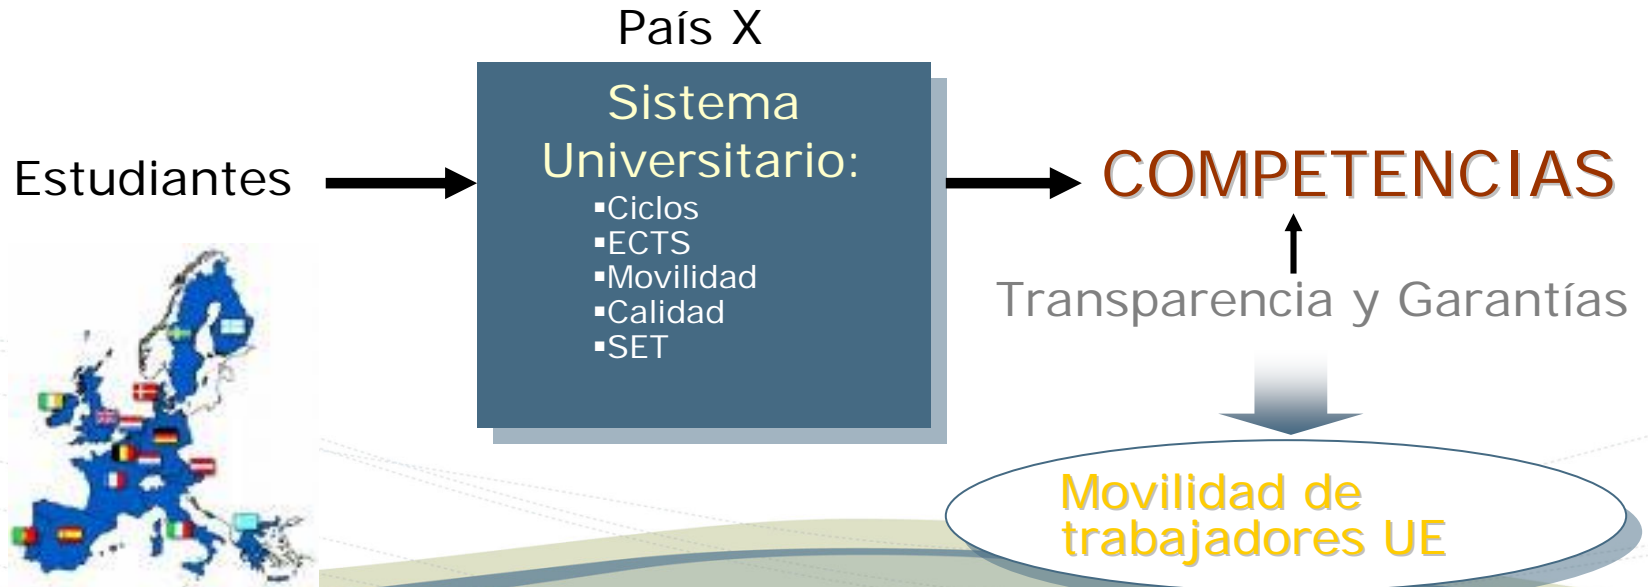 País X
Sistema
Universitario:
▪Ciclos
▪ECTS
▪Movilidad
▪Calidad
▪SET
Estudiantes
COMPETENCIAS
Transparencia y Garantías
Movilidad de
trabajadores UE